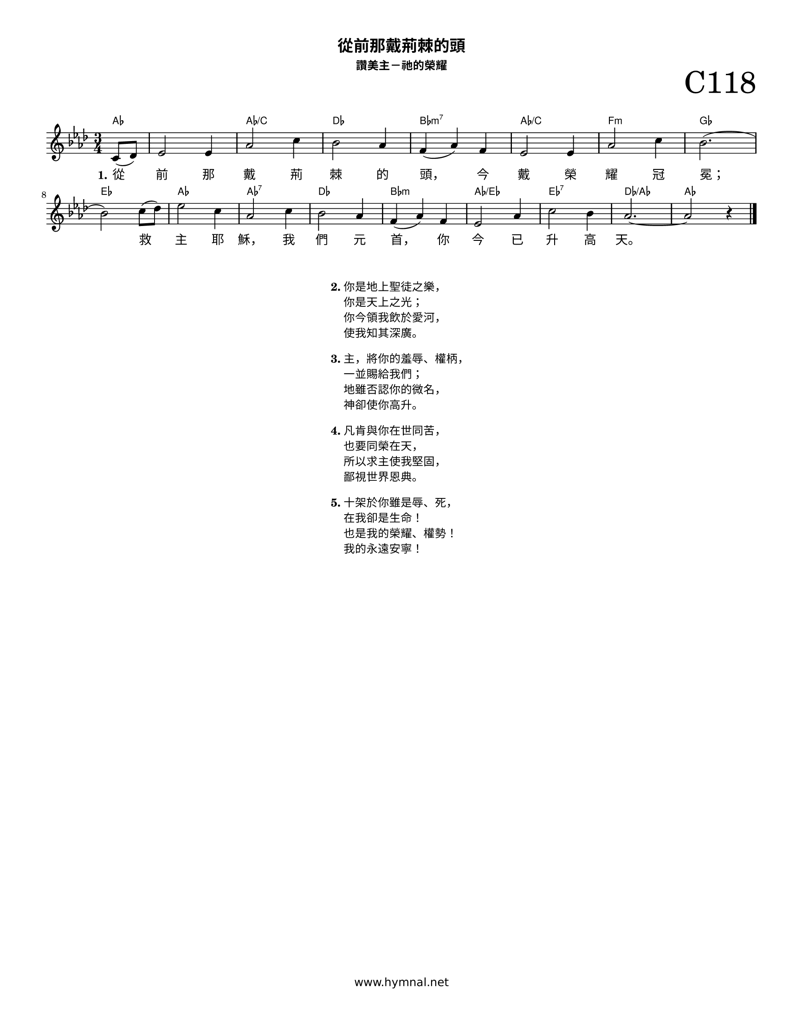 從前那戴荊棘的頭
讚美主－祂的榮耀
C118
A♭ A♭/C D♭ B♭m7 A♭/C Fm G♭
3
4
1. 從 前 那 戴 荊 棘 的 頭， 今 戴 榮 耀 冠 冕；
8
E♭ A♭ A♭7 D♭ B♭m A♭/E♭ E♭7 D♭/A♭ A♭
救 主 耶 穌， 我 們 元 首， 你 今 已 升 高 天。
2. 你是地上聖徒之樂，
你是天上之光；
你今領我飲於愛河，
使我知其深廣。
3. 主，將你的羞辱、權柄，
一並賜給我們；
地雖否認你的微名，
神卻使你高升。
4. 凡肯與你在世同苦，
也要同榮在天，
所以求主使我堅固，
鄙視世界恩典。
5. 十架於你雖是辱、死，
在我卻是生命！
也是我的榮耀、權勢！
我的永遠安寧！
www.hymnal.net